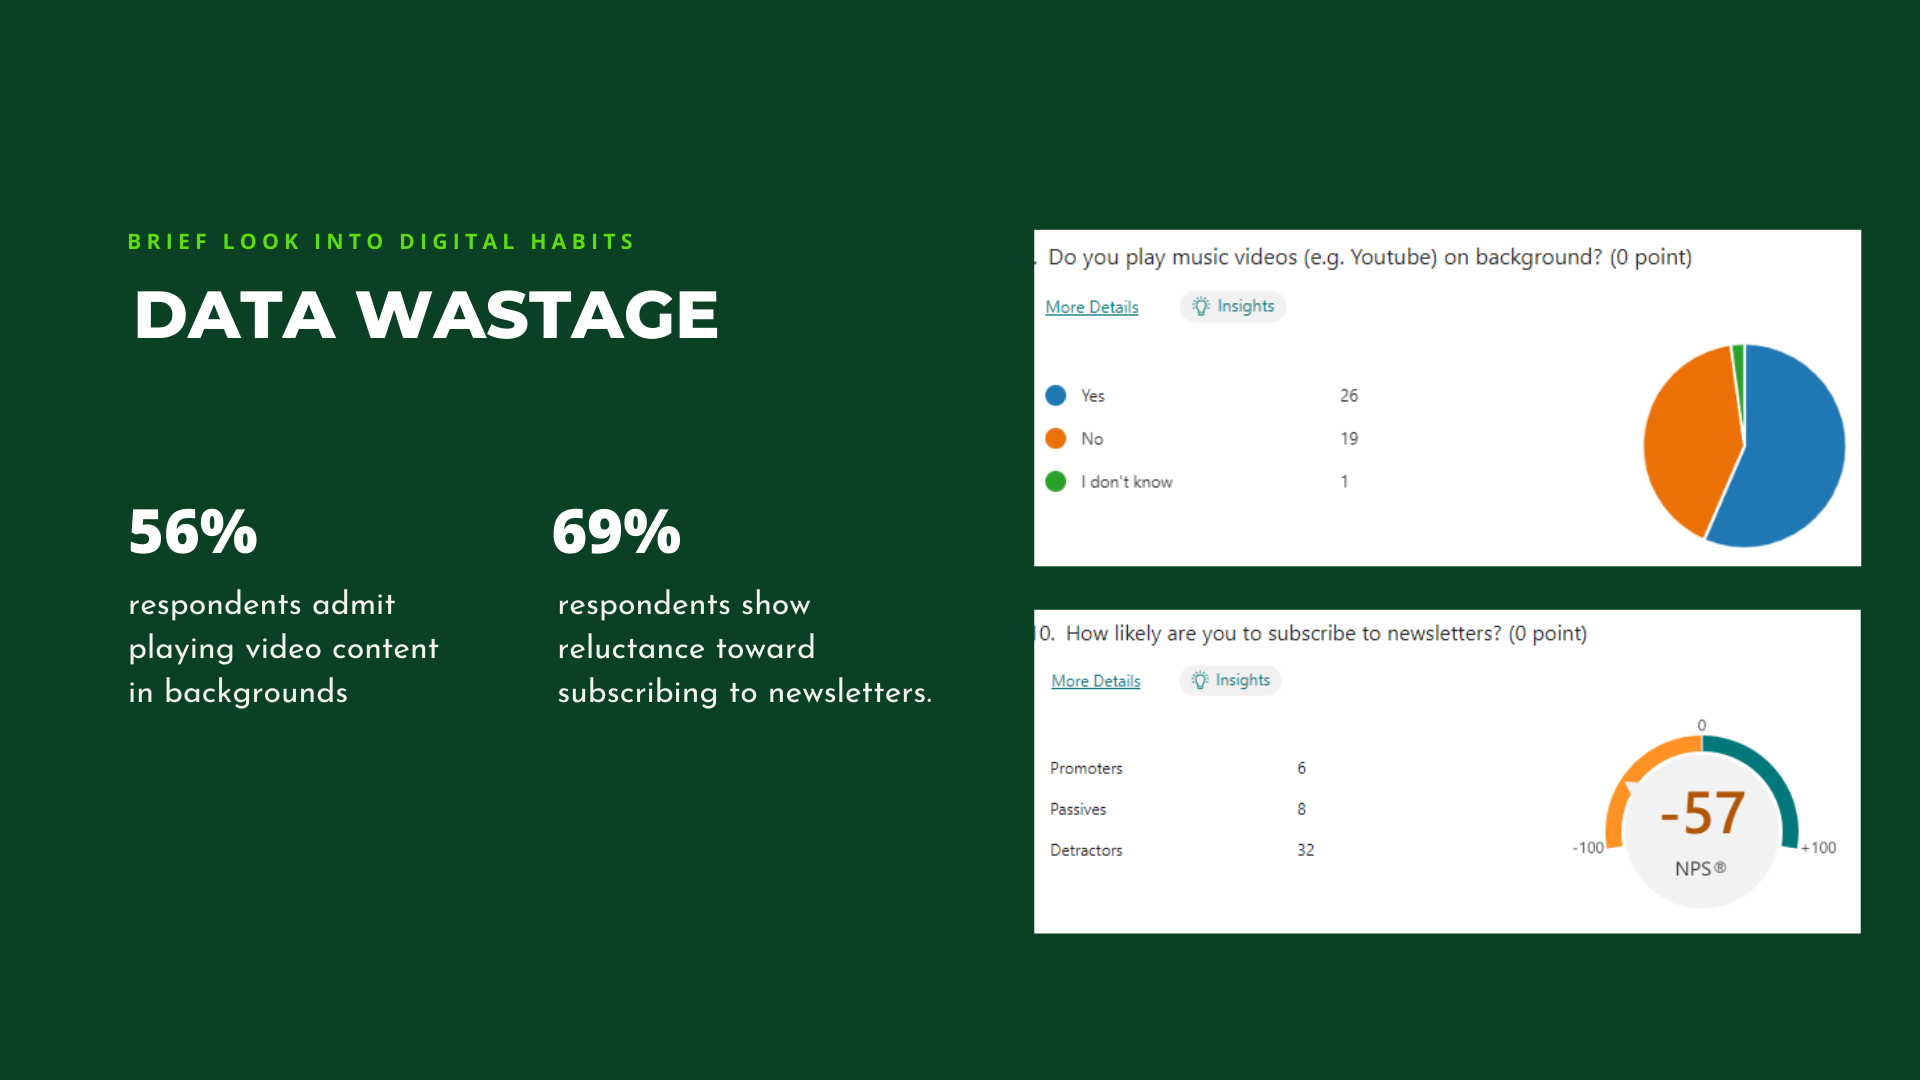 BRIEF LOOK INTO DIGITAL HABITS
DATA WASTAGE
56%
respondents admit
playing video content
in backgrounds
69%
respondents show
reluctance toward
subscribing to newsletters.
. Do you play music videos (e.g. Youtube) on background? (0 point)
More Details
Insights
Yes 26
No 19
I don't know 1
0. How likely are you to subscribe to newsletters? (0 point)
More Details
Insights
Promoters 6
Passives 8
Detractors 32
0
-57
-100
+100
NPS®